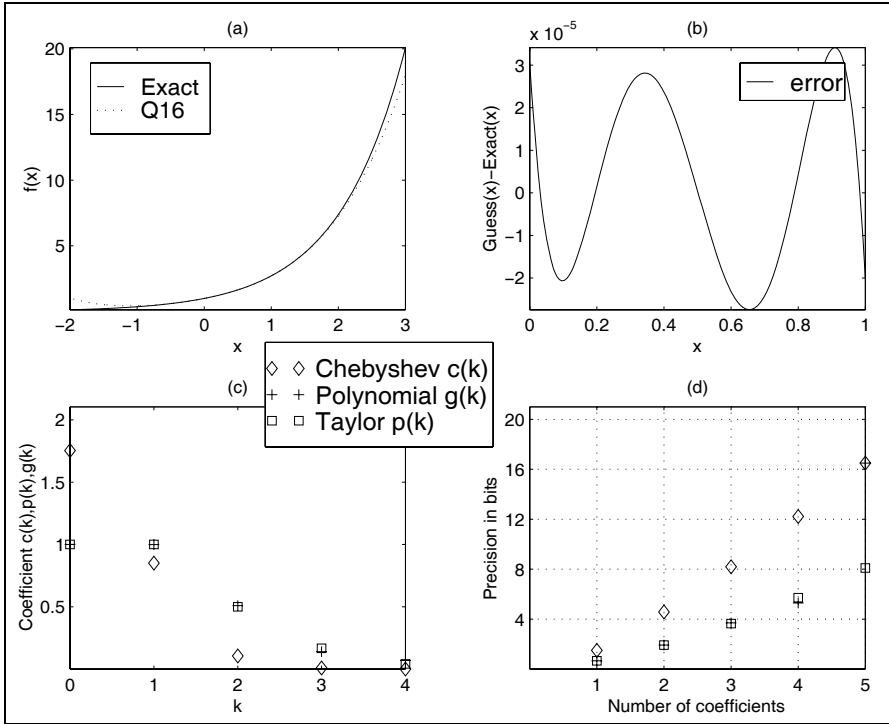 (a)
20
15
10
5
−2 −1 0 1 2 3
x
f(x)
Exact
Q16
(b)
x 10⁻⁵
3
2
1
0
−1
−2
0 0.2 0.4 0.6 0.8 1
x
Guess(x)−Exact(x)
error
Chebyshev c(k)
Polynomial g(k)
Taylor p(k)
(c)
2
1.5
1
0.5
0 1 2 3 4
k
Coefficient c(k),p(k),g(k)
(d)
20
16
12
8
4
1 2 3 4 5
Number of coefficients
Precision in bits